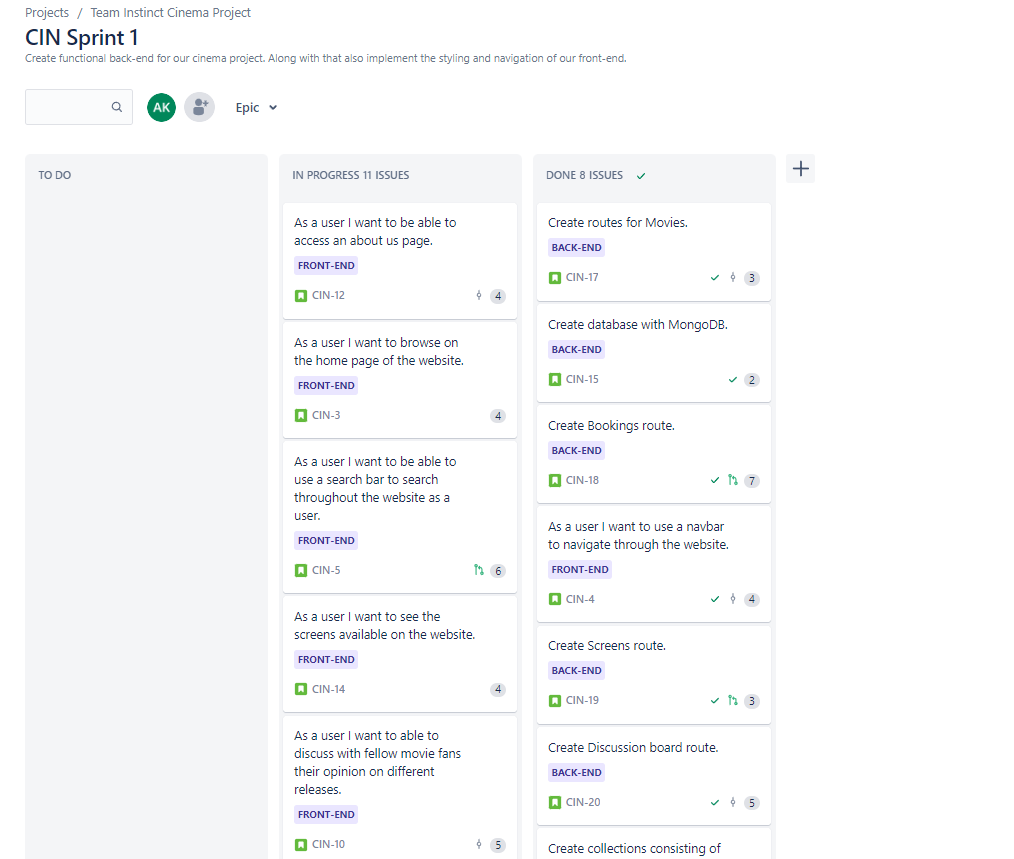 Projects / Team Instinct Cinema Project
CIN Sprint 1
Create functional back-end for our cinema project. Along with that also implement the styling and navigation of our front-end.
AK
Epic
TO DO
IN PROGRESS 11 ISSUES
As a user I want to be able to
access an about us page.
FRONT-END
CIN-12
4
As a user I want to browse on
the home page of the website.
FRONT-END
CIN-3
4
As a user I want to be able to
use a search bar to search
throughout the website as a
user.
FRONT-END
CIN-5
6
As a user I want to see the
screens available on the website.
FRONT-END
CIN-14
4
As a user I want to able to
discuss with fellow movie fans
their opinion on different
releases.
FRONT-END
CIN-10
5
DONE 8 ISSUES
Create routes for Movies.
BACK-END
CIN-17
3
Create database with MongoDB.
BACK-END
CIN-15
2
Create Bookings route.
BACK-END
CIN-18
7
As a user I want to use a navbar
to navigate through the website.
FRONT-END
CIN-4
4
Create Screens route.
BACK-END
CIN-19
3
Create Discussion board route.
BACK-END
CIN-20
5
Create collections consisting of